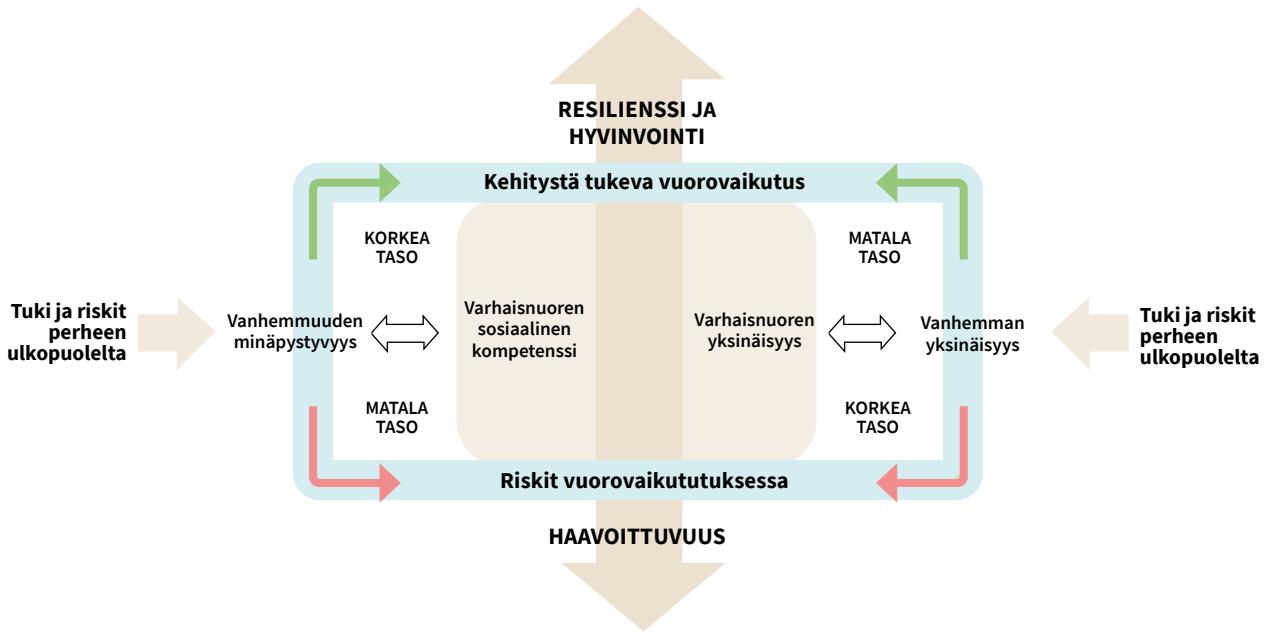 RESILIENSSI JA
HYVINVOINTI
Kehitystä tukeva vuorovaikutus
KORKEA
TASO
MATALA
TASO
Tuki ja riskit
perheen
ulkopuolelta
Vanhemmuuden
minäpystyvyys
Varhaisnuoren
sosiaalinen
kompetenssi
Varhaisnuoren
yksinäisyys
Vanhemman
yksinäisyys
Tuki ja riskit
perheen
ulkopuolelta
MATALA
TASO
KORKEA
TASO
Riskit vuorovaikututuksessa
HAAVOITTUVUUS